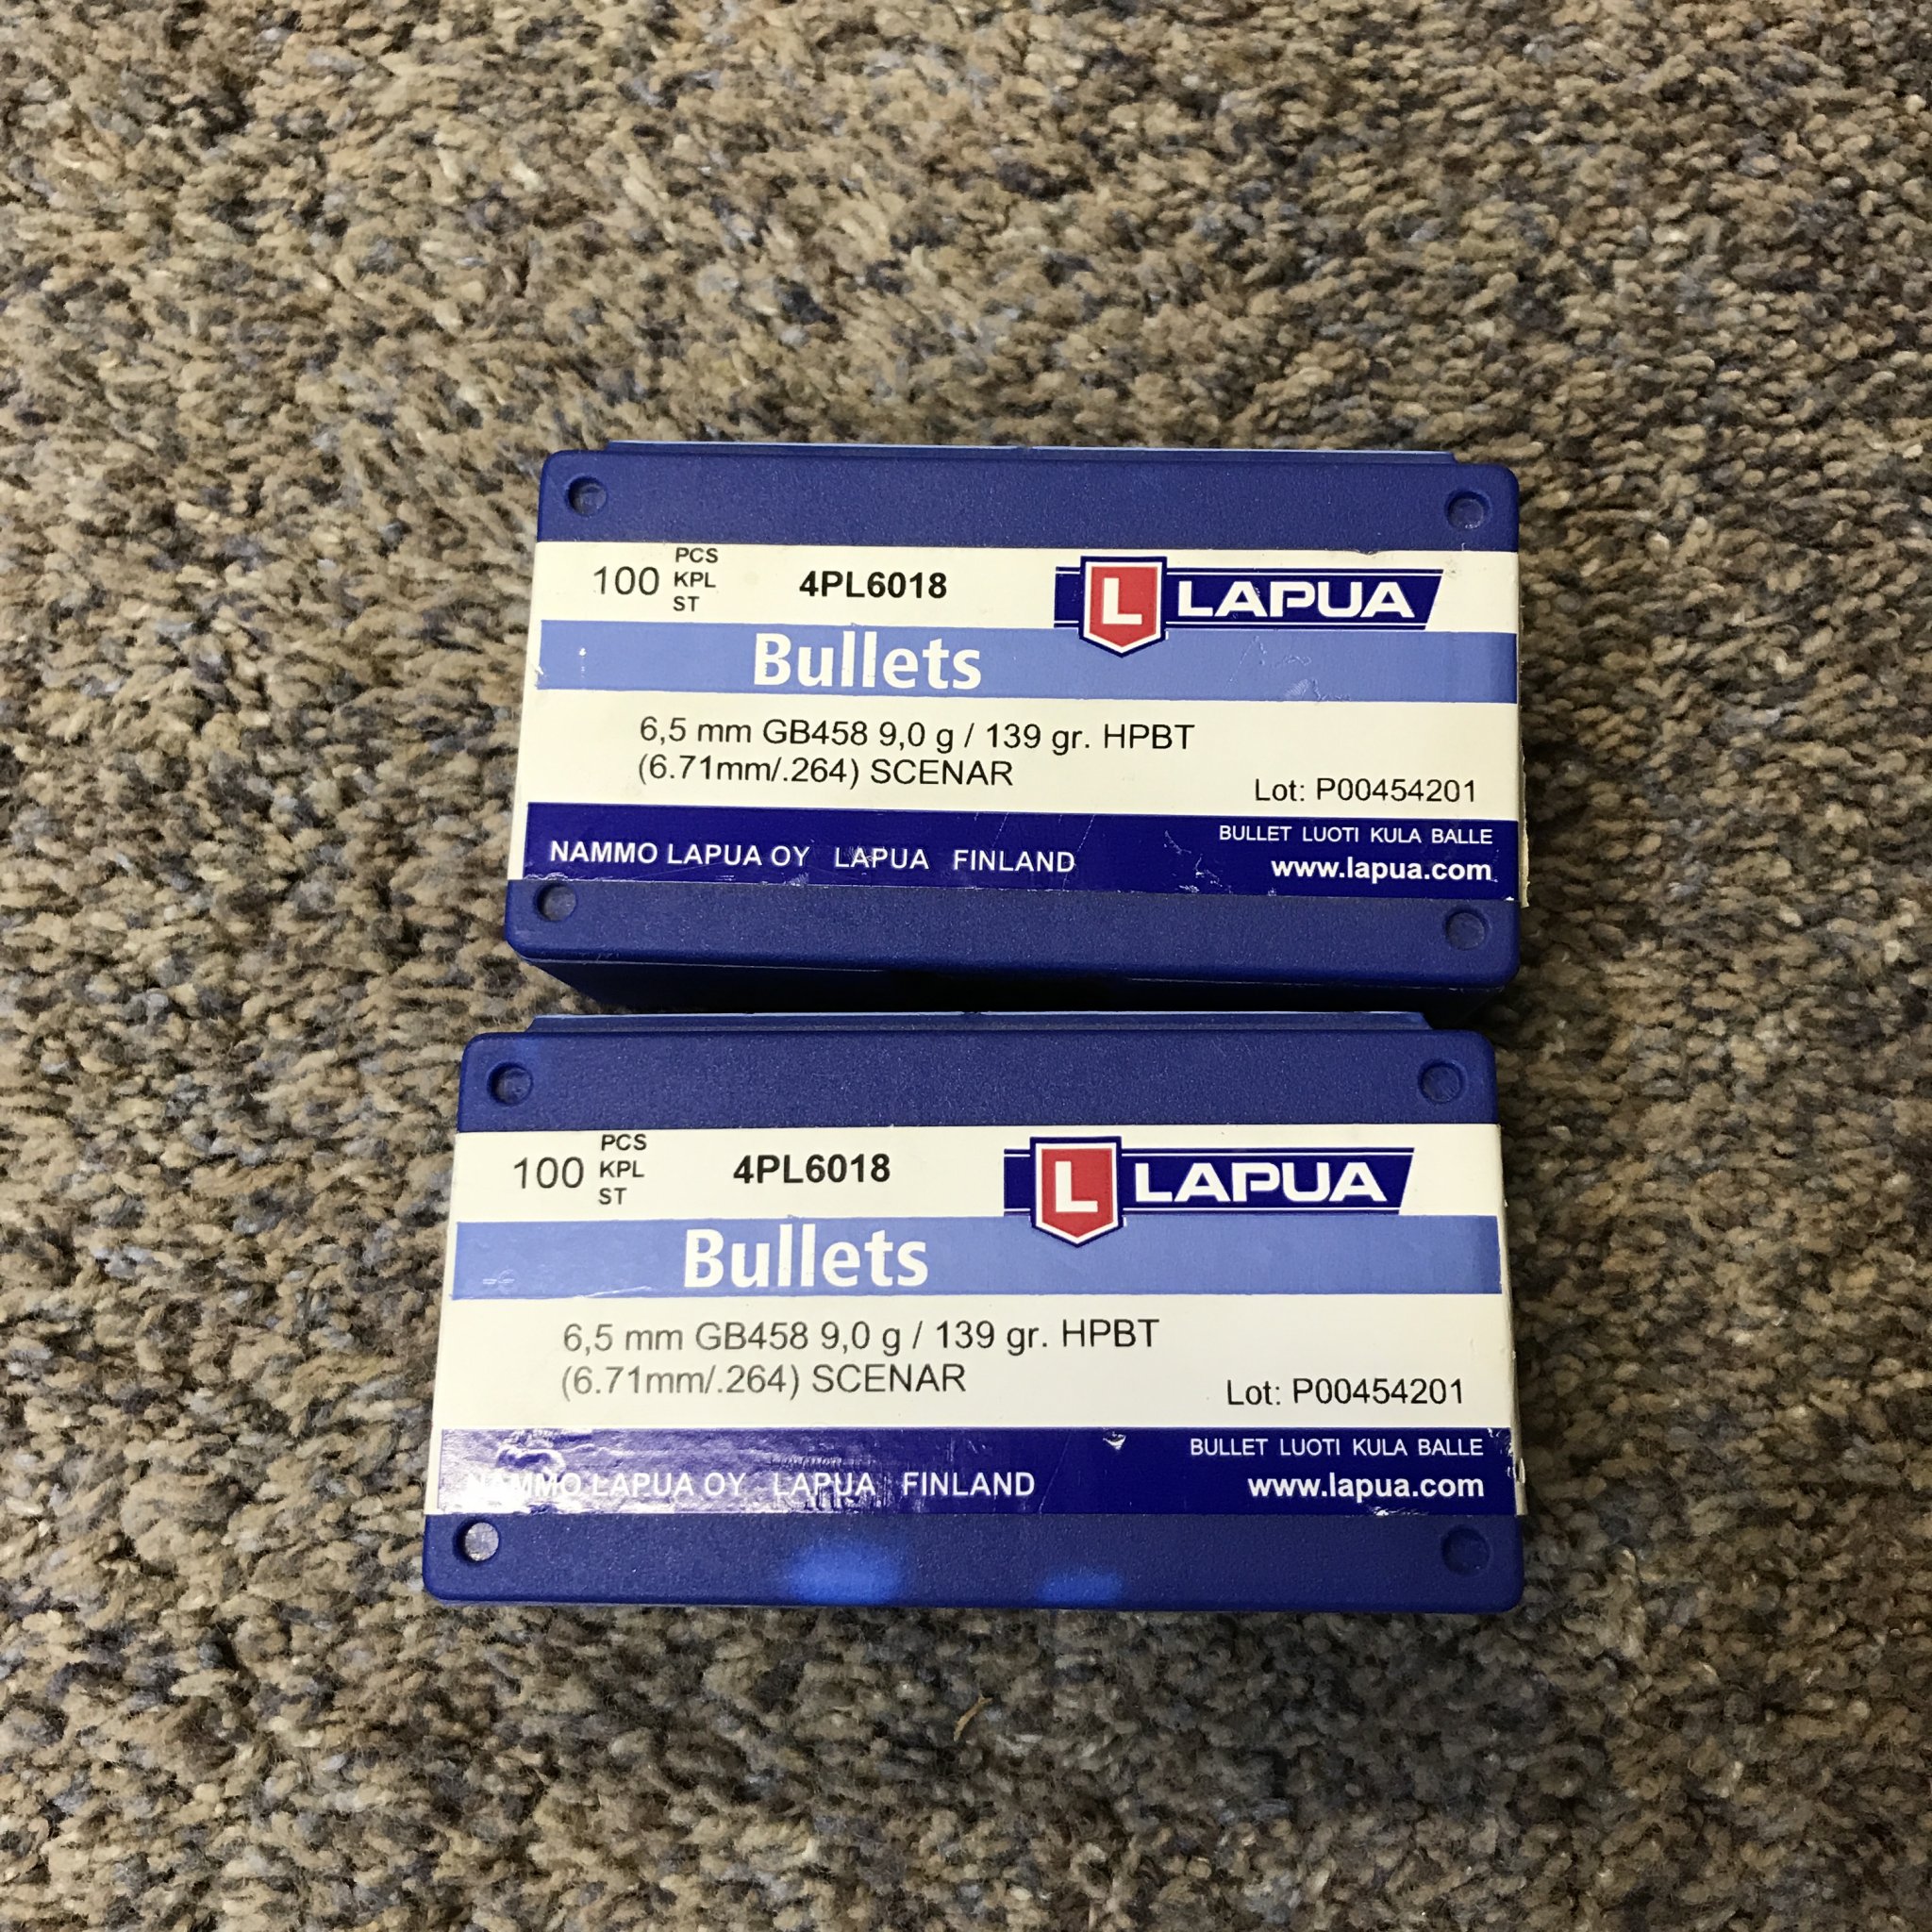 100 PCS KPL ST 4PL6018 L LAPUA
Bullets
6,5 mm GB458 9,0 g / 139 gr. HPBT
(6.71mm/.264) SCENAR
Lot: P00454201
BULLET LUOTI KULA BALLE
NAMMO LAPUA OY LAPUA FINLAND
www.lapua.com
100 PCS KPL ST 4PL6018 L LAPUA
Bullets
6,5 mm GB458 9,0 g / 139 gr. HPBT
(6.71mm/.264) SCENAR
Lot: P00454201
BULLET LUOTI KULA BALLE
NAMMO LAPUA OY LAPUA FINLAND
www.lapua.com